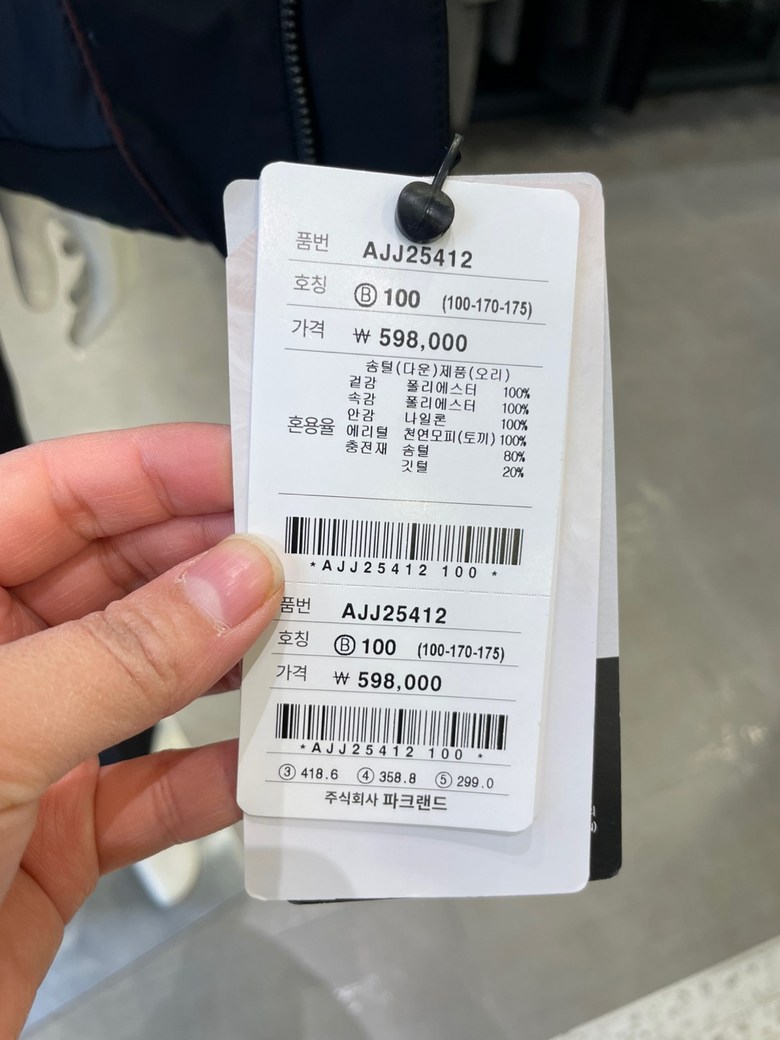 품번 AJJ25412
호칭 Ⓑ 100 (100-170-175)
가격 ₩ 598,000
솜털(다운)제품(오리)
겉감 폴리에스터 100%
속감 폴리에스터 100%
안감 나일론 100%
혼용율 에리털 천연모피(토끼) 100%
충전재 솜털 80%
깃털 20%
*AJJ25412 100 *
품번 AJJ25412
호칭 Ⓑ 100 (100-170-175)
가격 ₩ 598,000
*AJJ25412 100 *
③ 418.6 ④ 358.8 ⑤ 299.0
주식회사 파크랜드